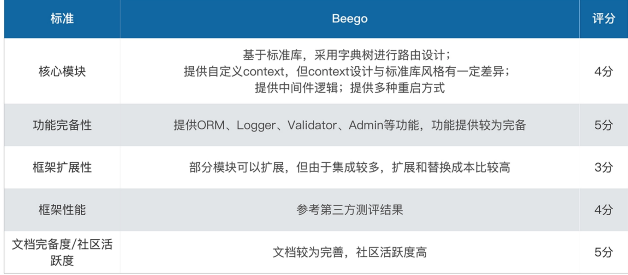 标准 Beego 评分
基于标准库，采用字典树进行路由设计；
核心模块 提供自定义context，但context设计与标准库风格有一定差异； 4分
提供中间件逻辑；提供多种重启方式
功能完备性 提供ORM、Logger、Validator、Admin等功能，功能提供较为完备 5分
框架扩展性 部分模块可以扩展，但由于集成较多，扩展和替换成本比较高 3分
框架性能 参考第三方测评结果 4分
文档完备度/社区活
跃度 文档较为完善，社区活跃度高 5分